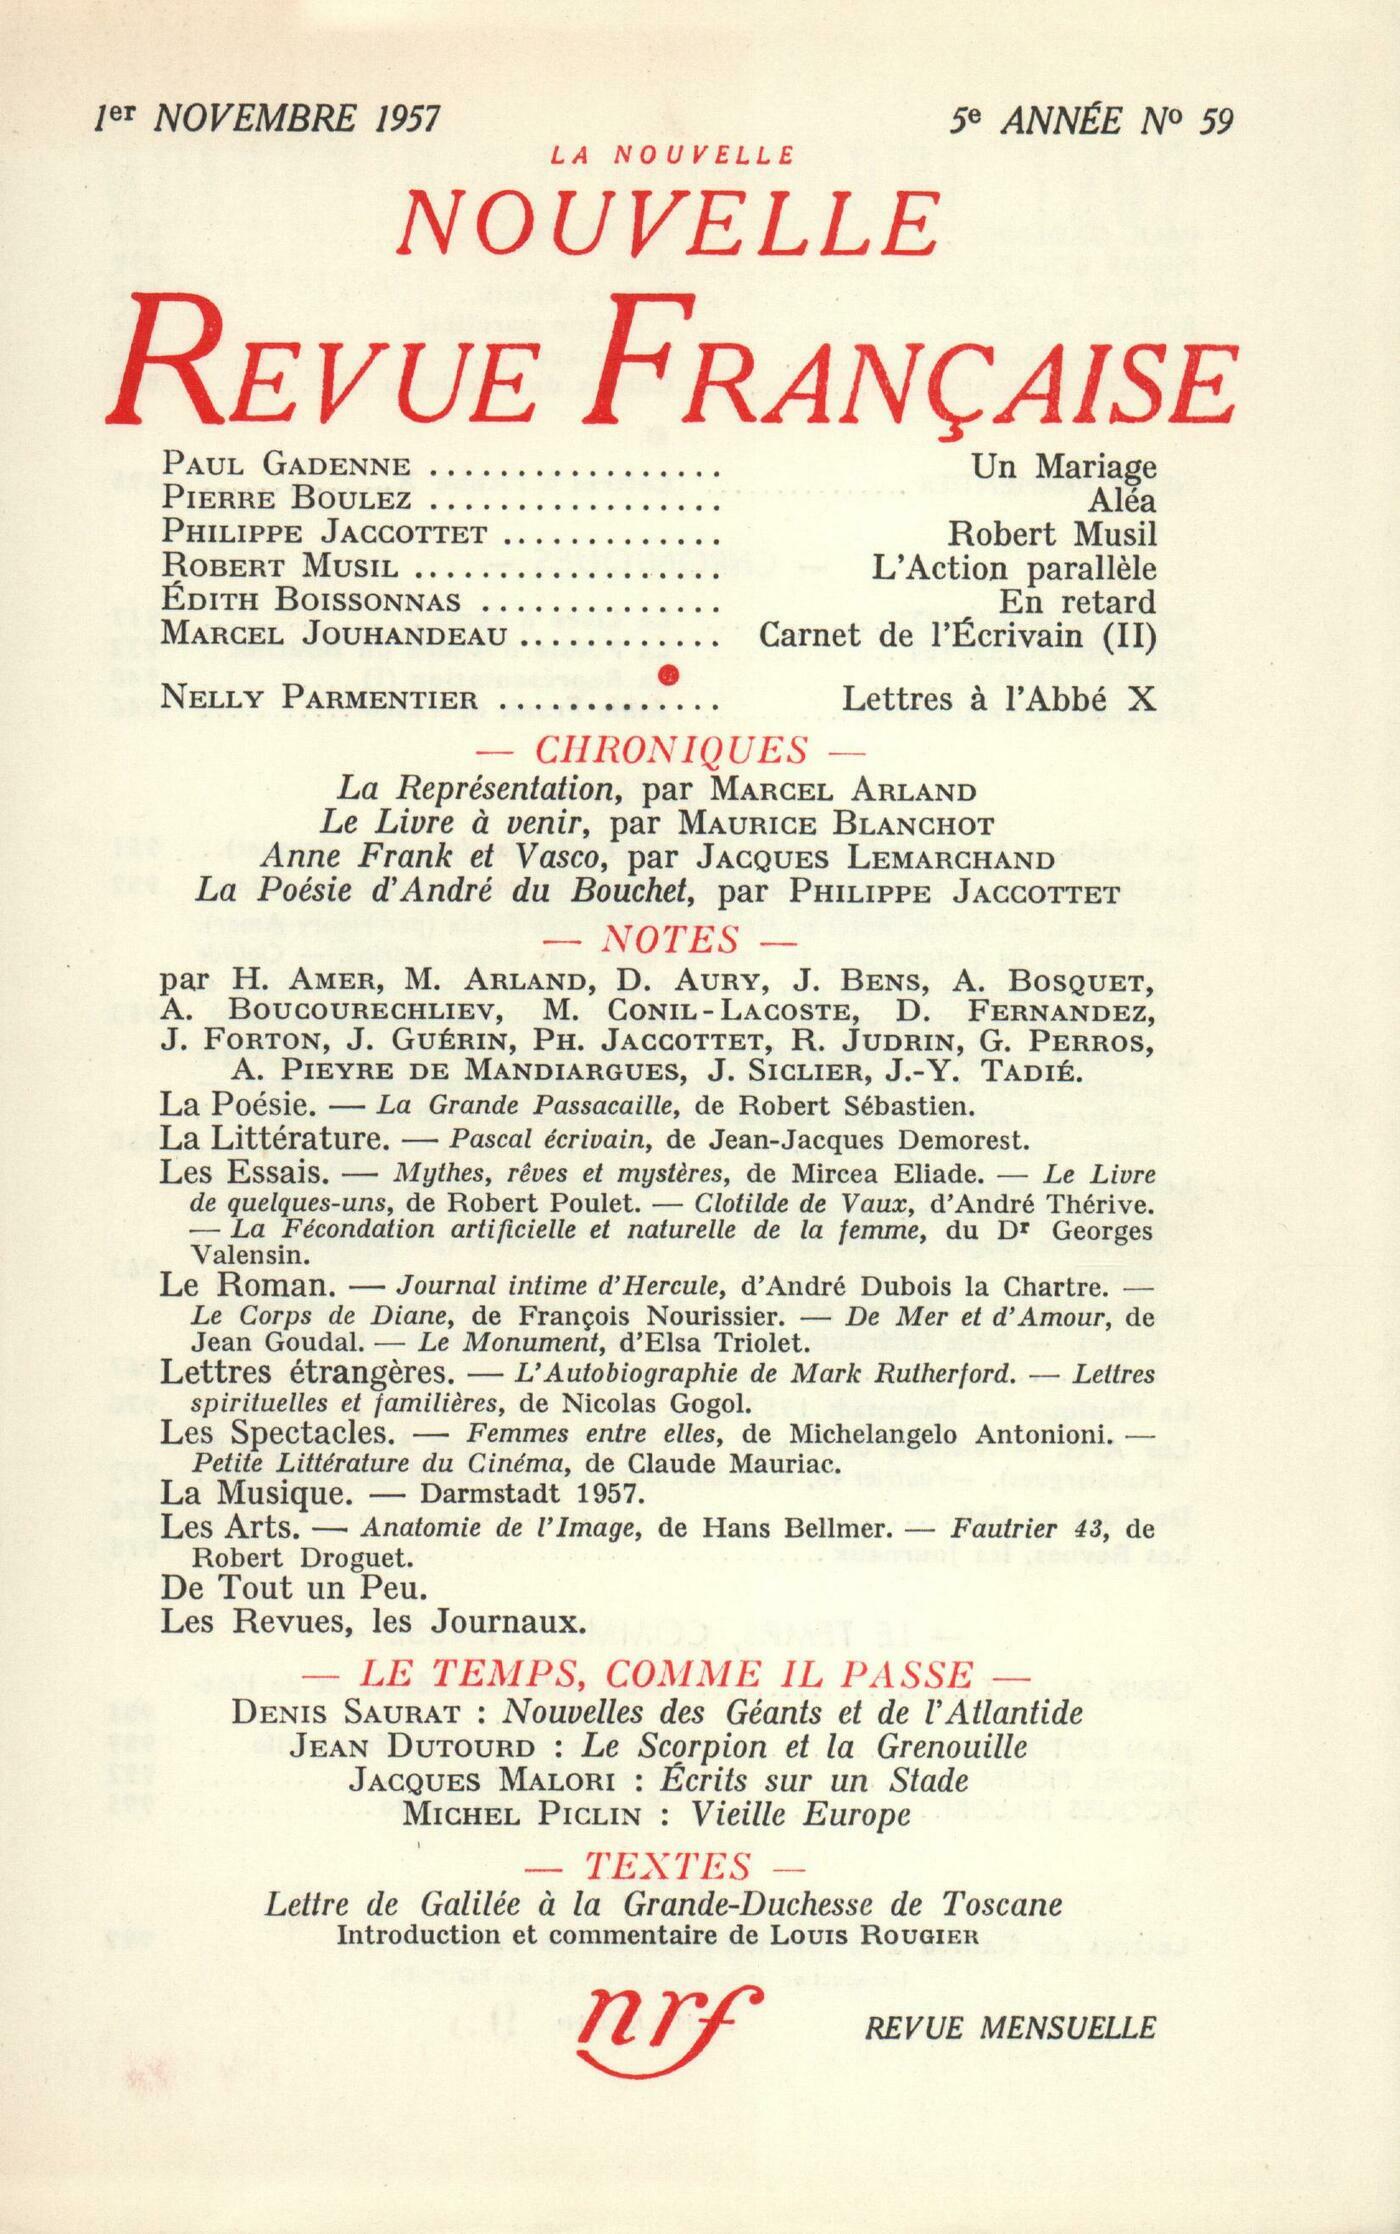 1er NOVEMBRE 1957 5e ANNÉE No 59
LA NOUVELLE
NOUVELLE
REVUE FRANÇAISE
PAUL GADENNE ................. Un Mariage
PIERRE BOULEZ ................. Aléa
PHILIPPE JACCOTTET ............. Robert Musil
ROBERT MUSIL .................. L'Action parallèle
ÉDITH BOISSONNAS .............. En retard
MARCEL JOUHANDEAU ............ Carnet de l'Écrivain (II)
NELLY PARMENTIER ............. Lettres à l'Abbé X
— CHRONIQUES —
La Représentation, par MARCEL ARLAND
Le Livre à venir, par MAURICE BLANCHOT
Anne Frank et Vasco, par JACQUES LEMARCHAND
La Poésie d'André du Bouchet, par PHILIPPE JACCOTTET
— NOTES —
par H. AMER, M. ARLAND, D. AURY, J. BENS, A. BOSQUET,
A. BOUCOURECHLIEV, M. CONIL-LACOSTE, D. FERNANDEZ,
J. FORTON, J. GUÉRIN, PH. JACCOTTET, R. JUDRIN, G. PERROS,
A. PIEYRE DE MANDIARGUES, J. SICLIER, J.-Y. TADIÉ.
La Poésie. — La Grande Passacaille, de Robert Sébastien.
La Littérature. — Pascal écrivain, de Jean-Jacques Demorest.
Les Essais. — Mythes, rêves et mystères, de Mircea Eliade. — Le Livre
de quelques-uns, de Robert Poulet. — Clotilde de Vaux, d'André Thérive.
— La Fécondation artificielle et naturelle de la femme, du Dr Georges
Valensin.
Le Roman. — Journal intime d'Hercule, d'André Dubois la Chartre. —
Le Corps de Diane, de François Nourissier. — De Mer et d'Amour, de
Jean Goudal. — Le Monument, d'Elsa Triolet.
Lettres étrangères. — L'Autobiographie de Mark Rutherford. — Lettres
spirituelles et familières, de Nicolas Gogol.
Les Spectacles. — Femmes entre elles, de Michelangelo Antonioni. —
Petite Littérature du Cinéma, de Claude Mauriac.
La Musique. — Darmstadt 1957.
Les Arts. — Anatomie de l'Image, de Hans Bellmer. — Fautrier 43, de
Robert Droguet.
De Tout un Peu.
Les Revues, les Journaux.
— LE TEMPS, COMME IL PASSE —
DENIS SAURAT : Nouvelles des Géants et de l'Atlantide
JEAN DUTOURD : Le Scorpion et la Grenouille
JACQUES MALORI : Écrits sur un Stade
MICHEL PICLIN : Vieille Europe
— TEXTES —
Lettre de Galilée à la Grande-Duchesse de Toscane
Introduction et commentaire de LOUIS ROUGIER
nrf REVUE MENSUELLE